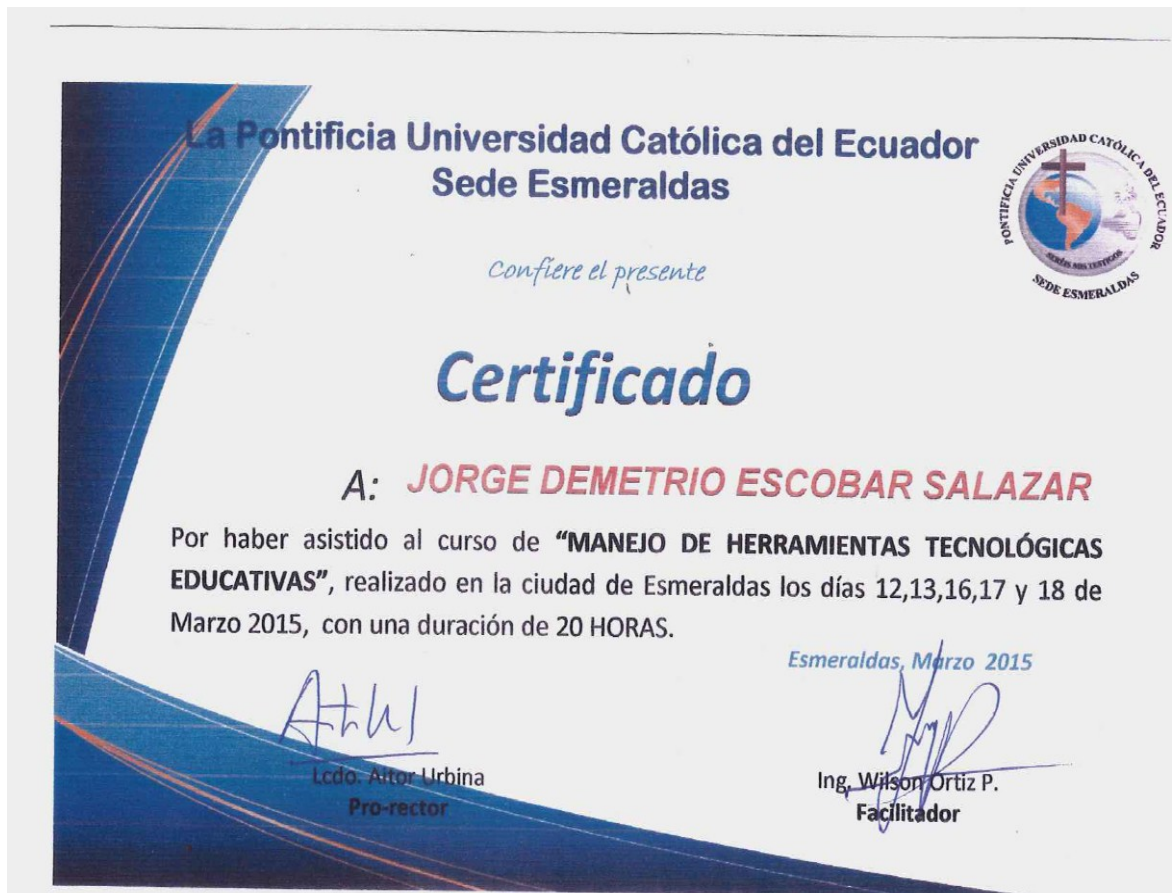 La Pontificia Universidad Católica del Ecuador
Sede Esmeraldas
PONTIFICIA UNIVERSIDAD CATÓLICA DEL ECUADOR
SERÉIS MIS TESTIGOS
SEDE ESMERALDAS
Confiere el presente
Certificado
A: JORGE DEMETRIO ESCOBAR SALAZAR
Por haber asistido al curso de “MANEJO DE HERRAMIENTAS TECNOLÓGICAS
EDUCATIVAS”, realizado en la ciudad de Esmeraldas los días 12,13,16,17 y 18 de
Marzo 2015, con una duración de 20 HORAS.
Esmeraldas, Marzo 2015
Lcdo. Aitor Urbina
Pro-rector
Ing. Wilson Ortiz P.
Facilitador